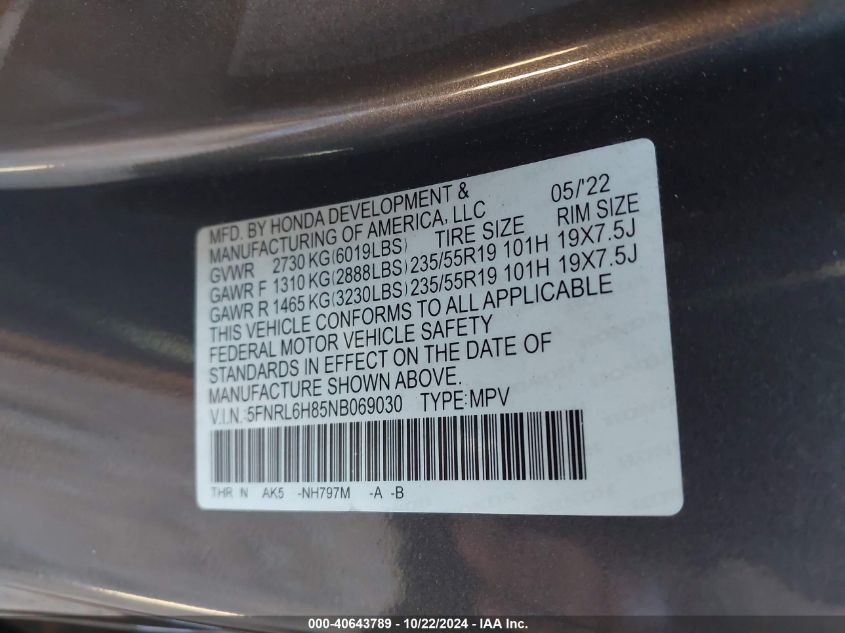 MFD. BY HONDA DEVELOPMENT & 05/'22
MANUFACTURING OF AMERICA, LLC
GVWR 2730 KG(6019LBS) TIRE SIZE RIM SIZE
GAWR F 1310 KG(2888LBS) 235/55R19 101H 19X7.5J
GAWR R 1465 KG(3230LBS) 235/55R19 101H 19X7.5J
THIS VEHICLE CONFORMS TO ALL APPLICABLE
FEDERAL MOTOR VEHICLE SAFETY
STANDARDS IN EFFECT ON THE DATE OF
MANUFACTURE SHOWN ABOVE.
V.I.N.:5FNRL6H85NB069030 TYPE:MPV
THR N AK5 -NH797M -A -B
000-40643789 - 10/22/2024 - IAA Inc.